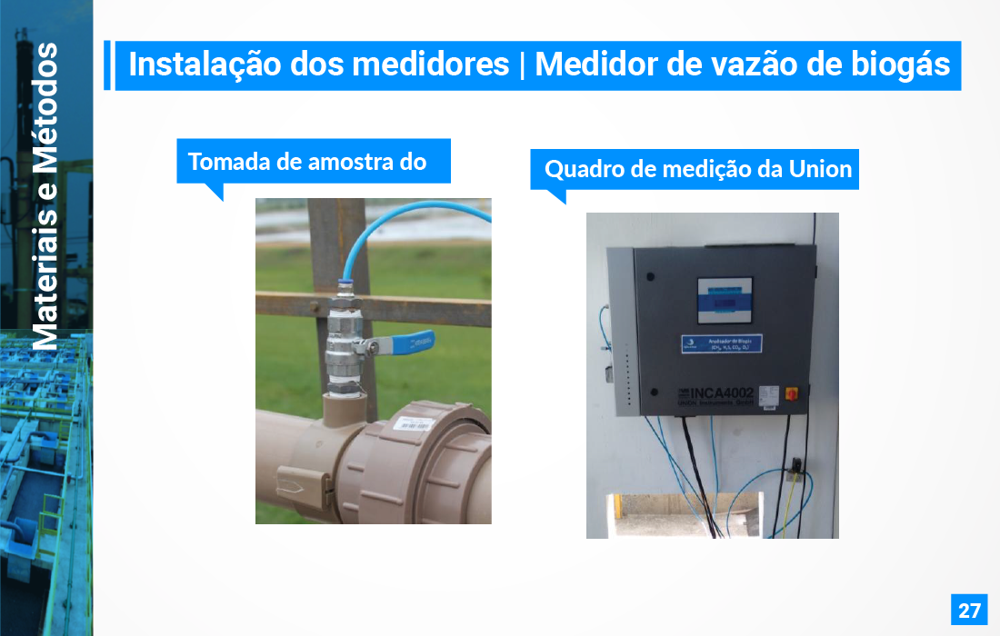 Materiais e Métodos
Instalação dos medidores | Medidor de vazão de biogás
Tomada de amostra do
Quadro de medição da Union
Analisador de Biogás
(CH₄, H₂S, CO₂, O₂)
INCA4002
UNION Instruments GmbH
27